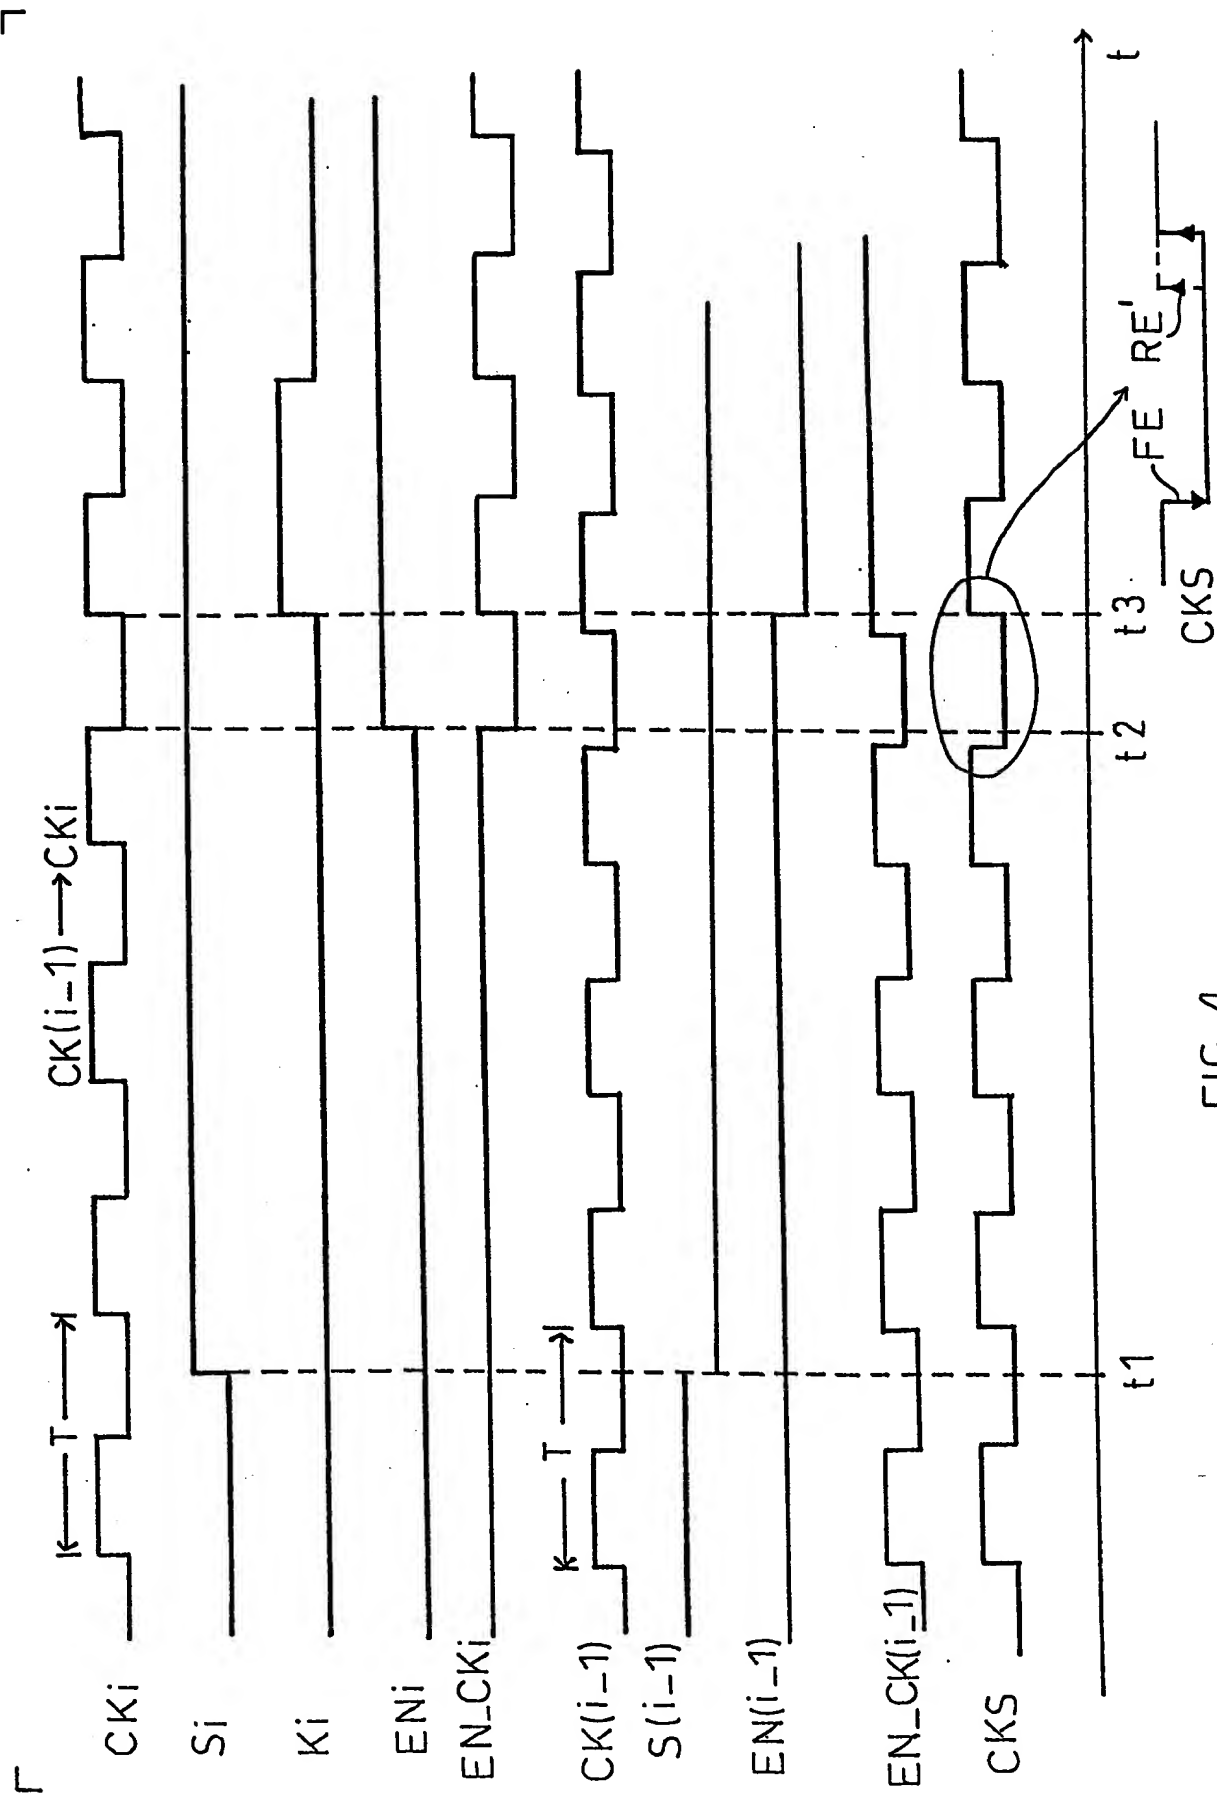 CK(i–1) → CKi
T
CKi
Si
Ki
ENi
EN_CKi
T
CK(i–1)
S(i–1)
EN(i–1)
EN_CK(i_1)
CKS
t1
t2
t3
t
CKS
FE
RE'